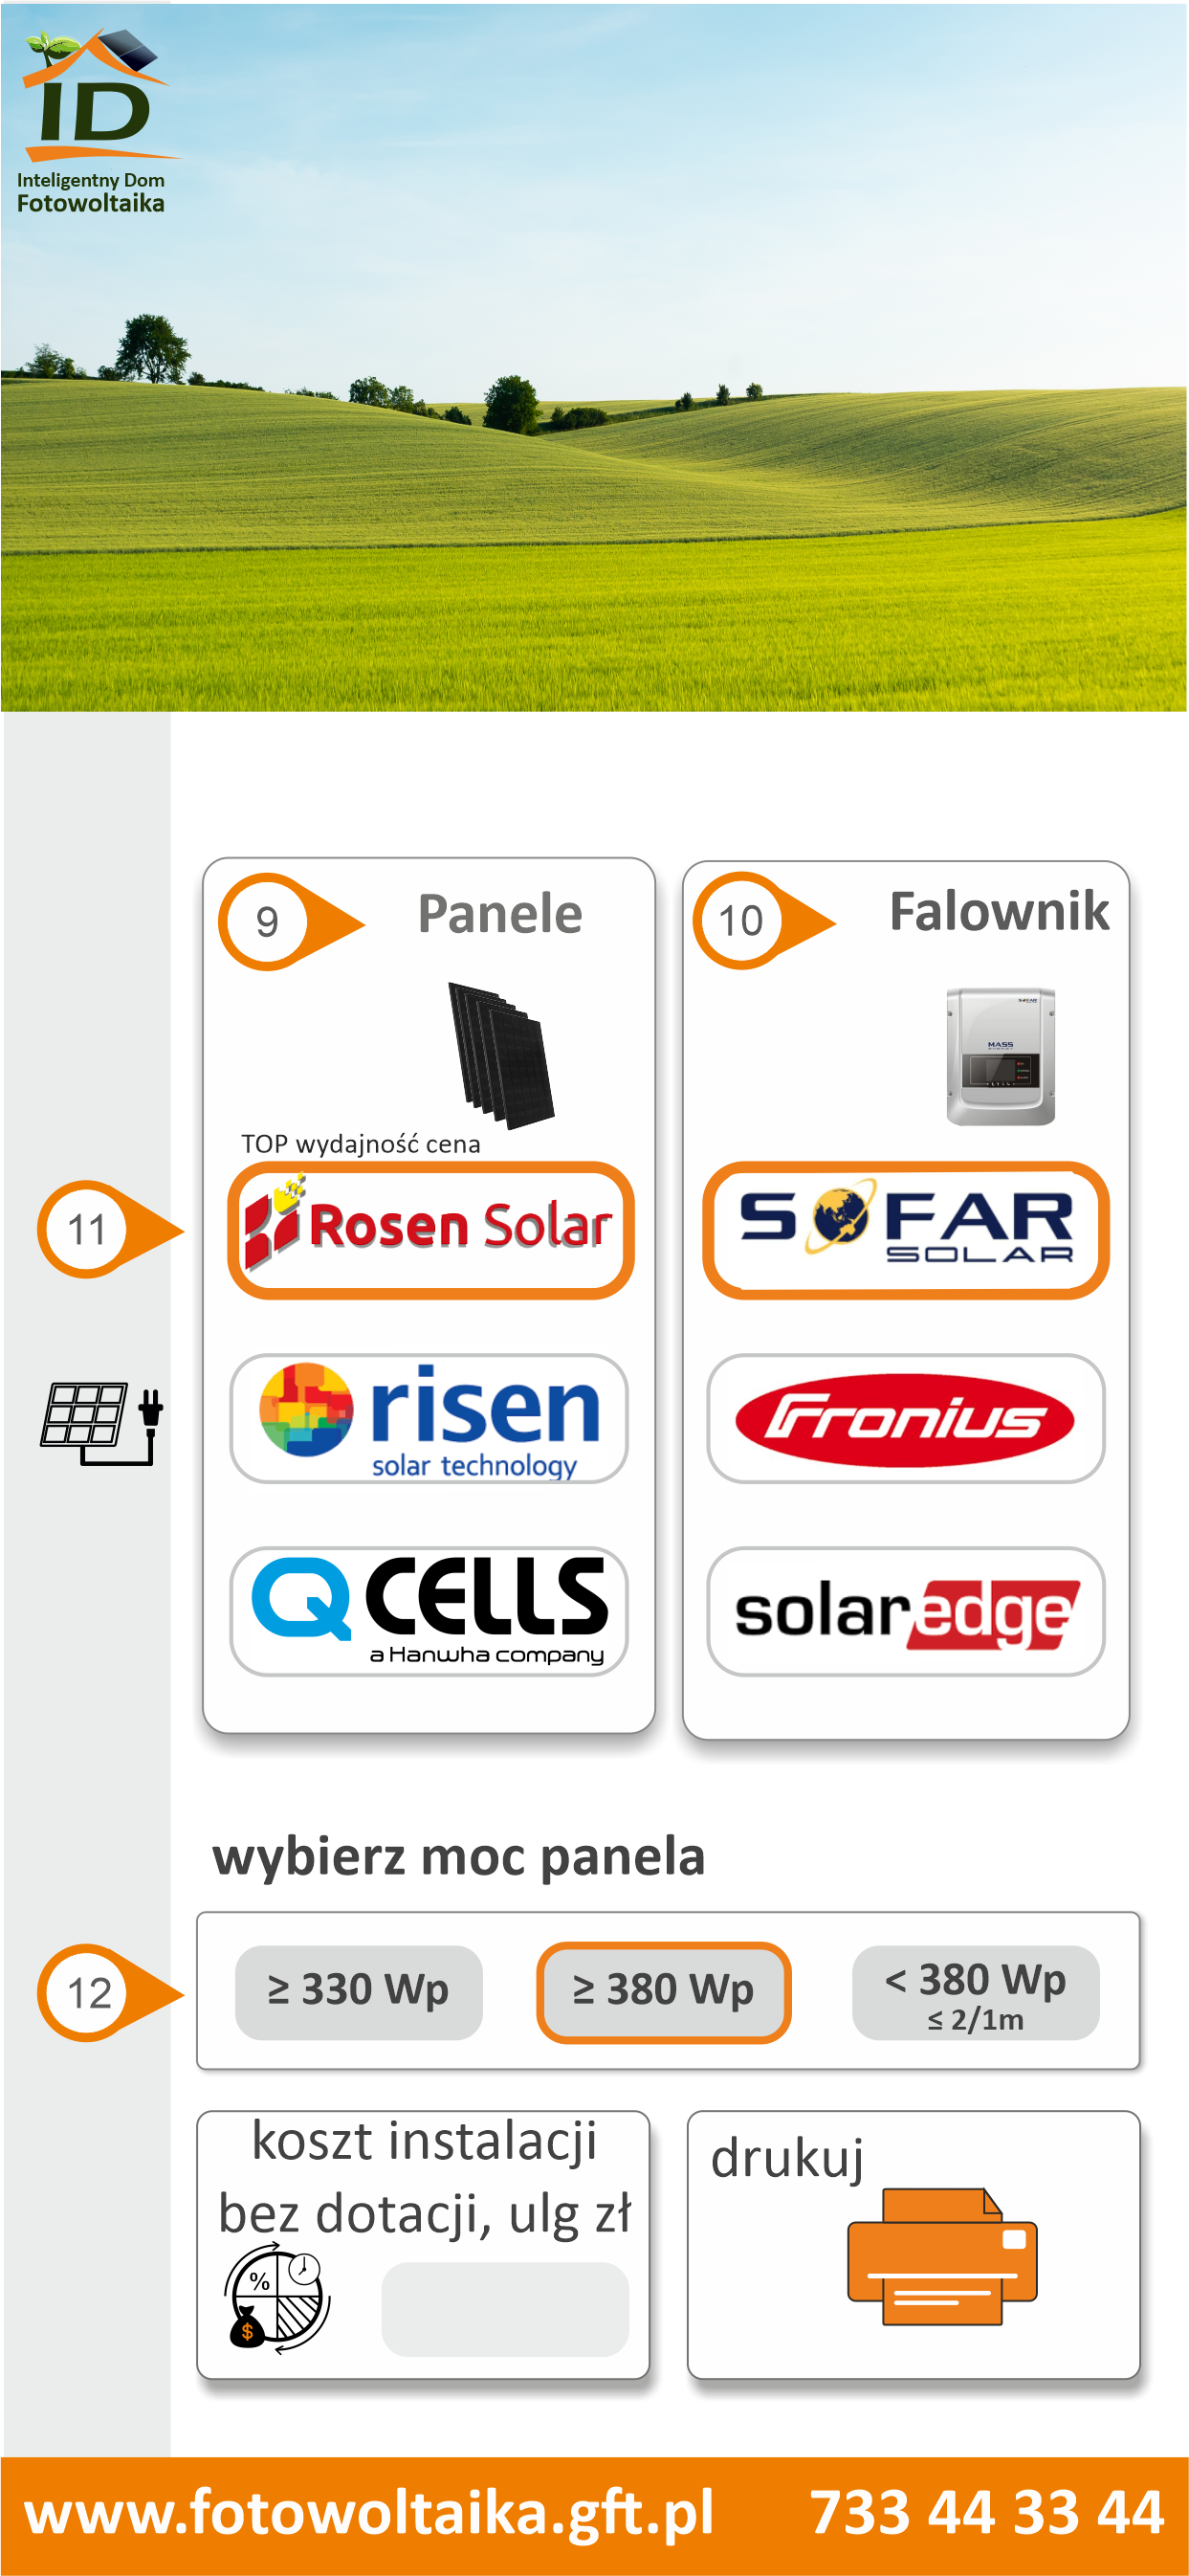 ID
Inteligentny Dom
Fotowoltaika
9
Panele
10
Falownik
SOFAR
MASS
TOP wydajność cena
11
Rosen Solar
SOFAR
SOLAR
risen
solar technology
Fronius
Q CELLS
a Hanwha company
solaredge
wybierz moc panela
12
≥ 330 Wp
≥ 380 Wp
< 380 Wp
≤ 2/1m
koszt instalacji
bez dotacji, ulg zł
%
$
drukuj
www.fotowoltaika.gft.pl
733 44 33 44